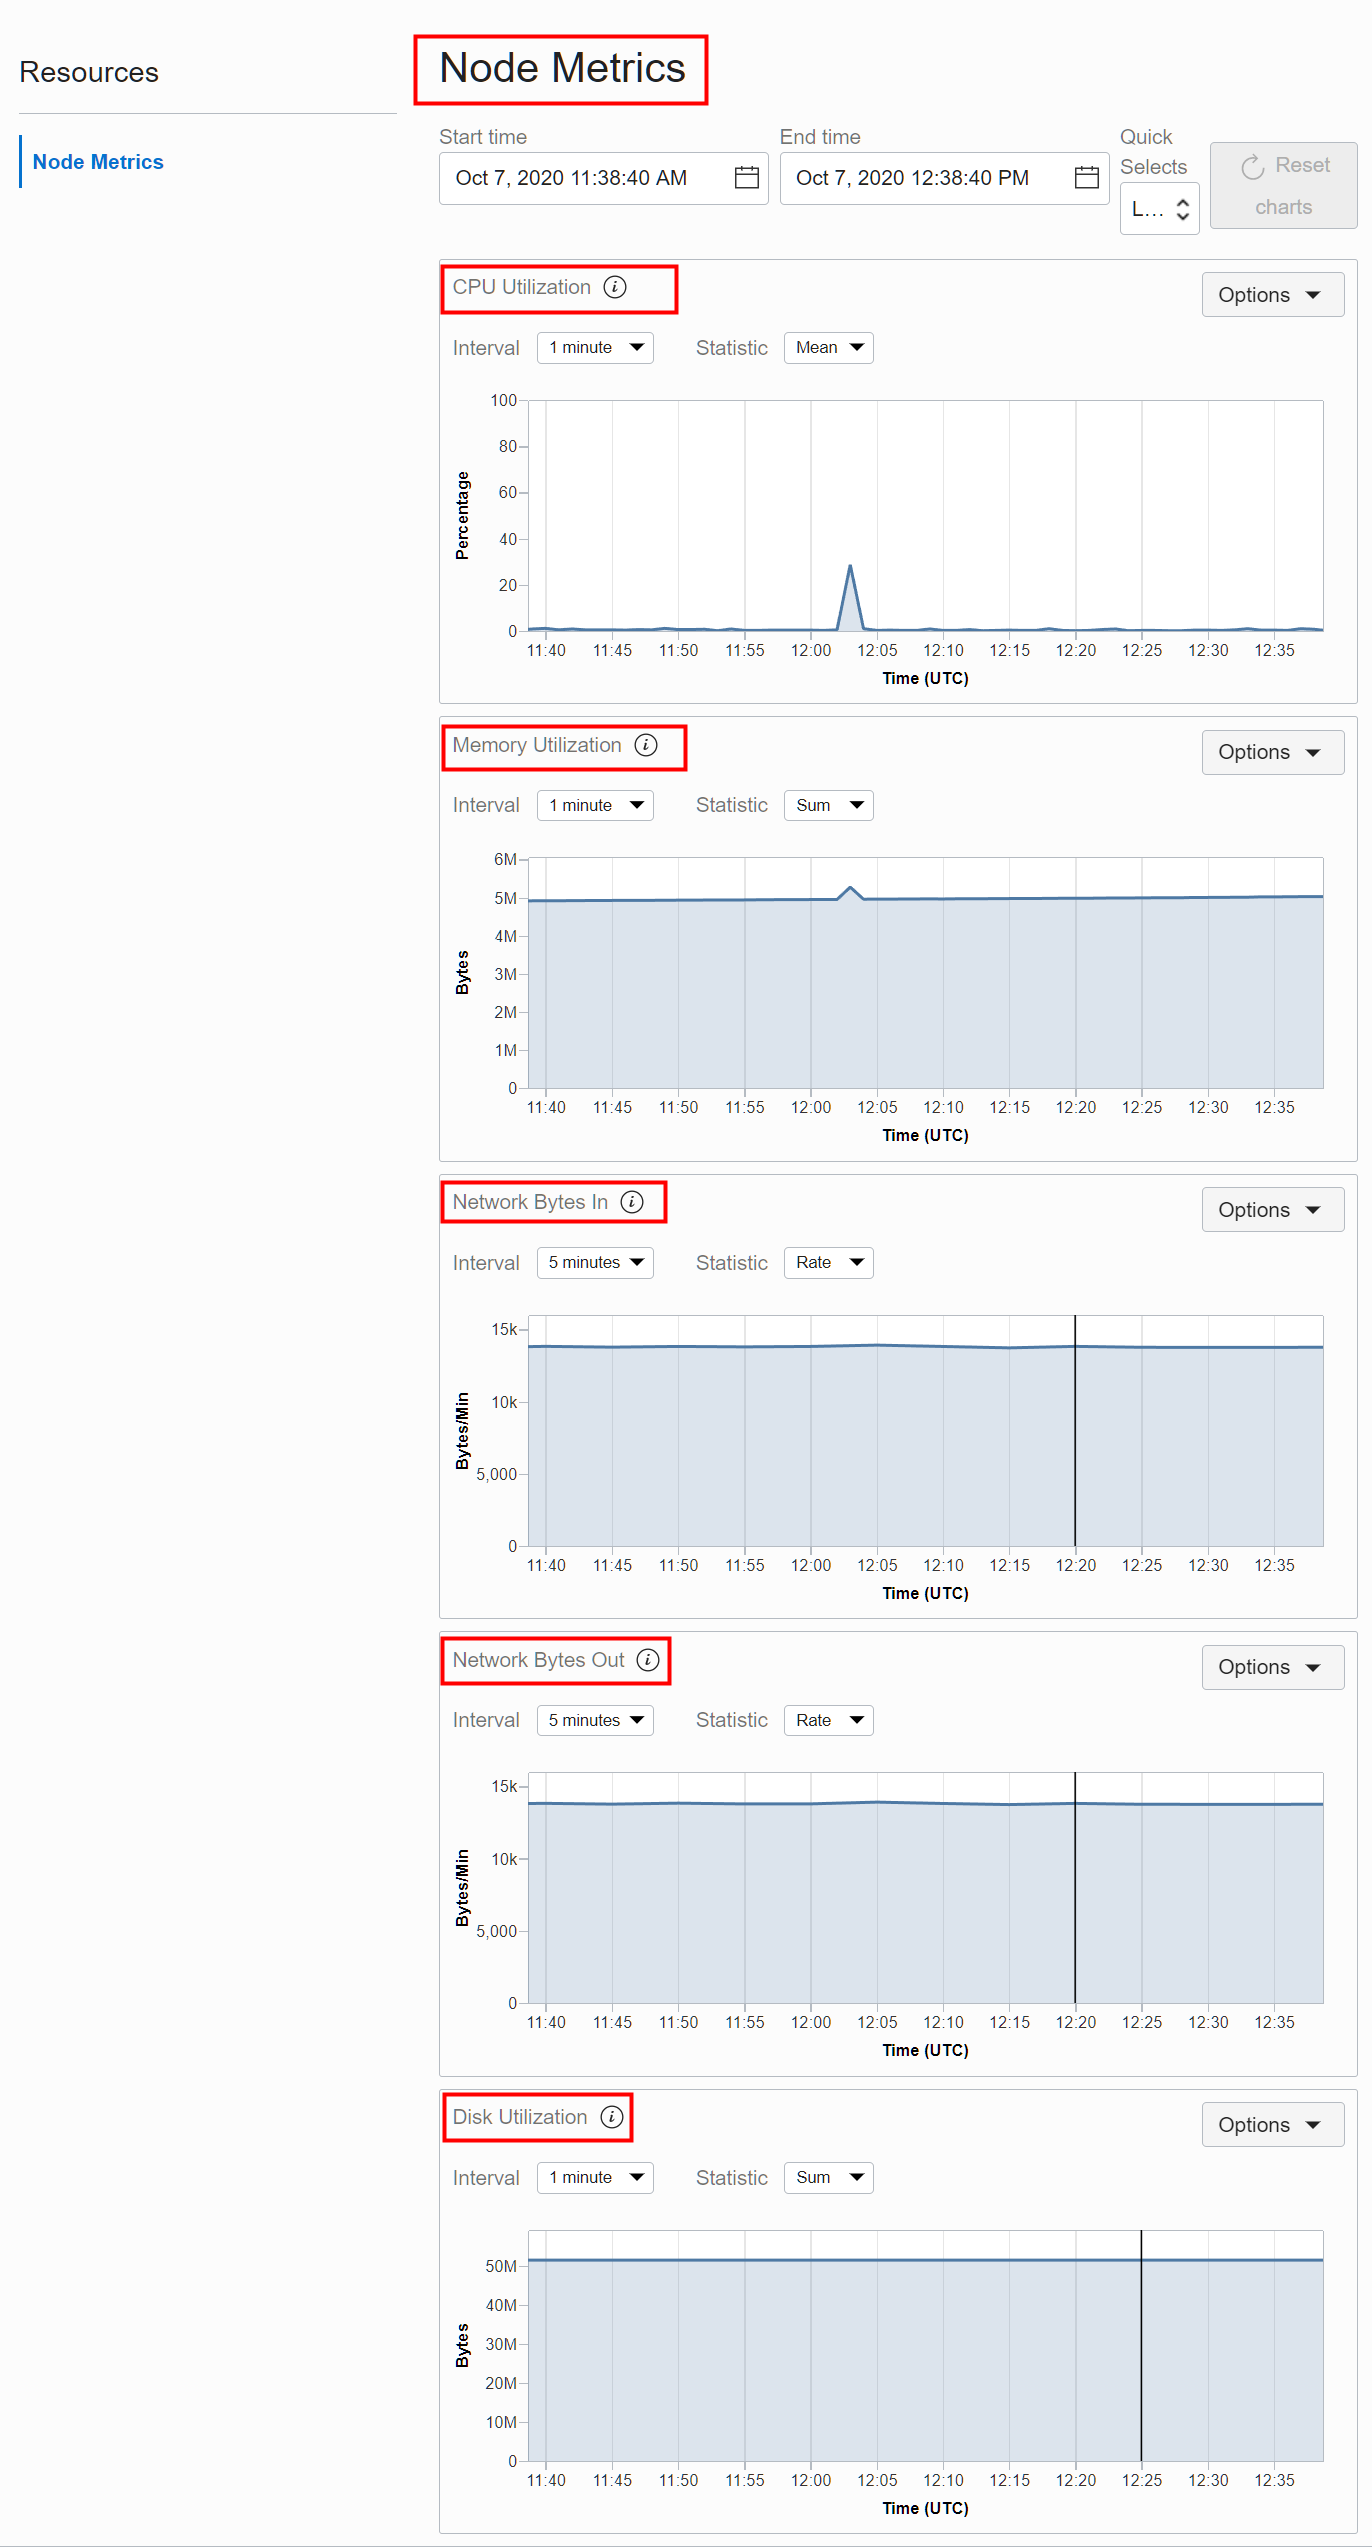 Resources
Node Metrics
Node Metrics
Start time
End time
Quick Selects
Oct 7, 2020 11:38:40 AM
Oct 7, 2020 12:38:40 PM
L...
Reset charts
CPU Utilization
Options
Interval 1 minute Statistic Mean
100
80
60
40
20
0
Percentage
11:40 11:45 11:50 11:55 12:00 12:05 12:10 12:15 12:20 12:25 12:30 12:35
Time (UTC)
Memory Utilization
Options
Interval 1 minute Statistic Sum
6M
5M
4M
3M
2M
1M
0
Bytes
11:40 11:45 11:50 11:55 12:00 12:05 12:10 12:15 12:20 12:25 12:30 12:35
Time (UTC)
Network Bytes In
Options
Interval 5 minutes Statistic Rate
15k
10k
5,000
0
Bytes/Min
11:40 11:45 11:50 11:55 12:00 12:05 12:10 12:15 12:20 12:25 12:30 12:35
Time (UTC)
Network Bytes Out
Options
Interval 5 minutes Statistic Rate
15k
10k
5,000
0
Bytes/Min
11:40 11:45 11:50 11:55 12:00 12:05 12:10 12:15 12:20 12:25 12:30 12:35
Time (UTC)
Disk Utilization
Options
Interval 1 minute Statistic Sum
50M
40M
30M
20M
10M
0
Bytes
11:40 11:45 11:50 11:55 12:00 12:05 12:10 12:15 12:20 12:25 12:30 12:35
Time (UTC)